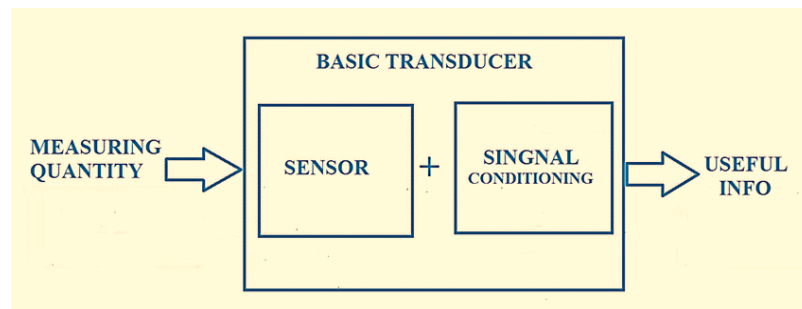 BASIC TRANSDUCER
MEASURING
QUANTITY
SENSOR
+
SINGNAL
CONDITIONING
USEFUL
INFO